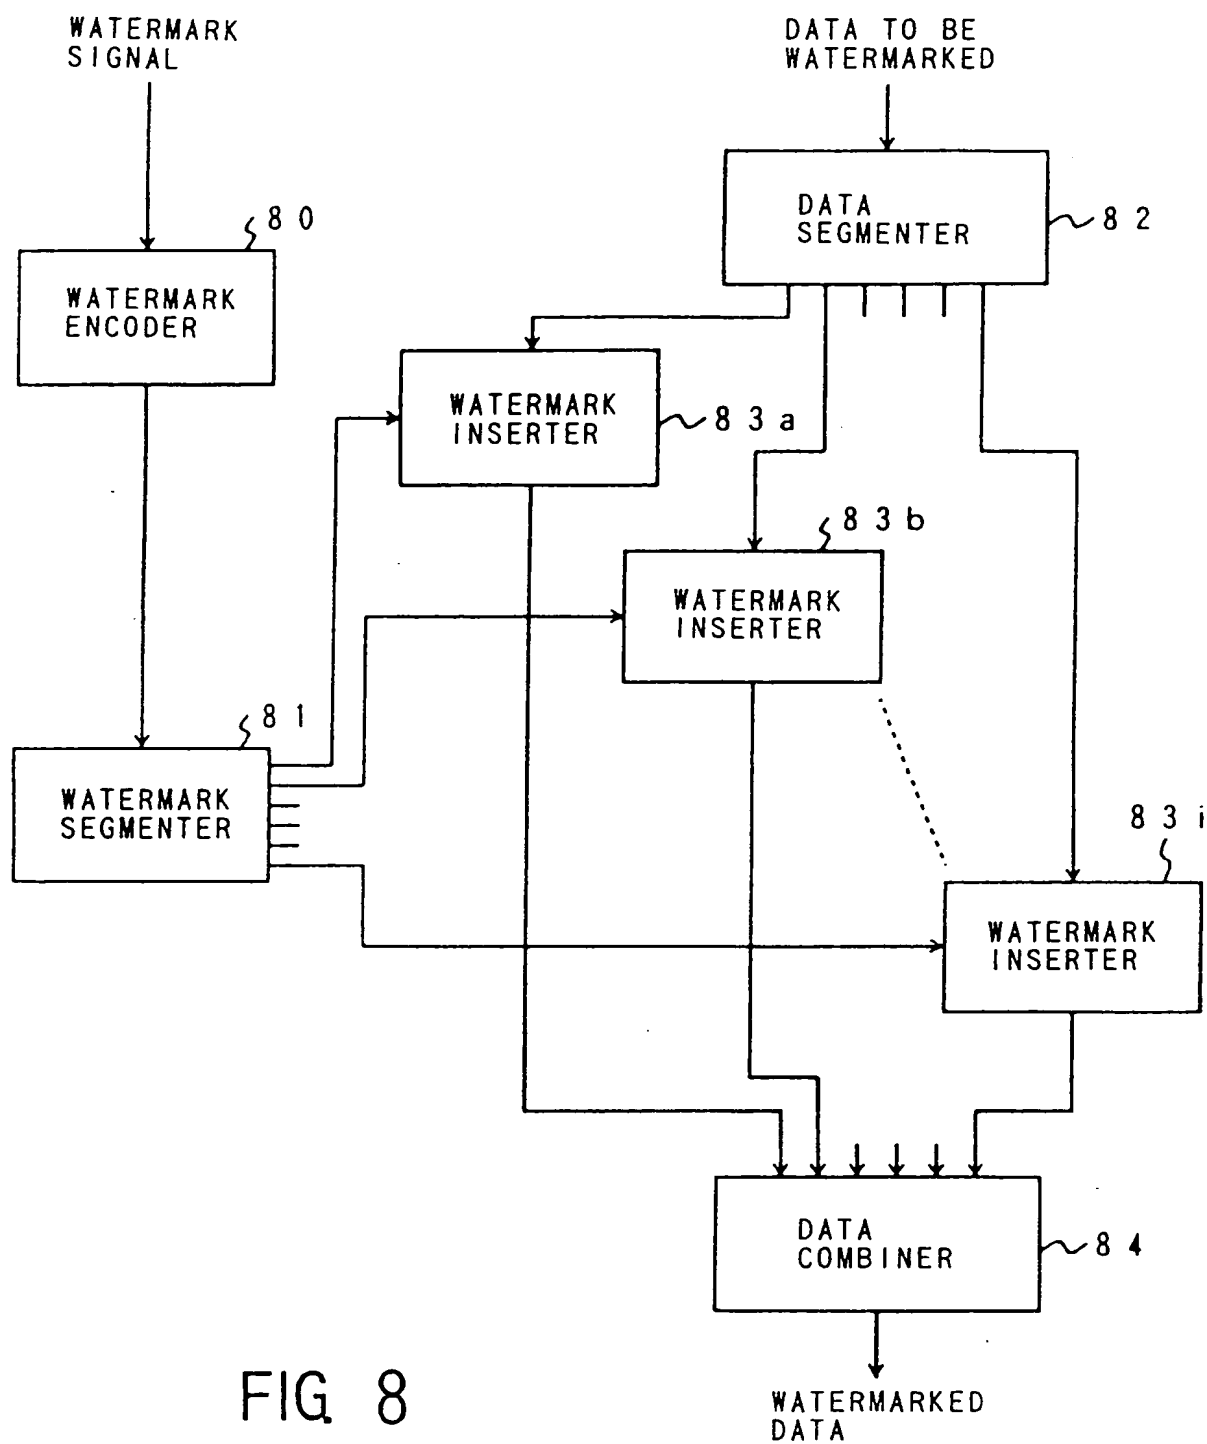 WATERMARK
SIGNAL
DATA TO BE
WATERMARKED
80
WATERMARK
ENCODER
DATA
SEGMENTER
82
WATERMARK
INSERTER
83a
83b
WATERMARK
INSERTER
81
WATERMARK
SEGMENTER
83i
WATERMARK
INSERTER
DATA
COMBINER
84
WATERMARKED
DATA
FIG. 8